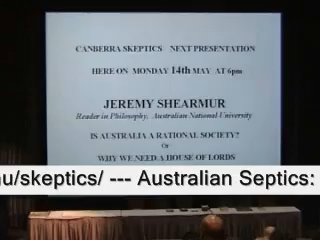 CANBERRA SKEPTICS NEXT PRESENTATION
HERE ON MONDAY 14th MAY AT 6pm
JEREMY SHEARMUR
Reader in Philosophy, Australian National University
IS AUSTRALIA A RATIONAL SOCIETY?
Or
WHY WE NEED A HOUSE OF LORDS
au/skeptics/ --- Australian Septics: